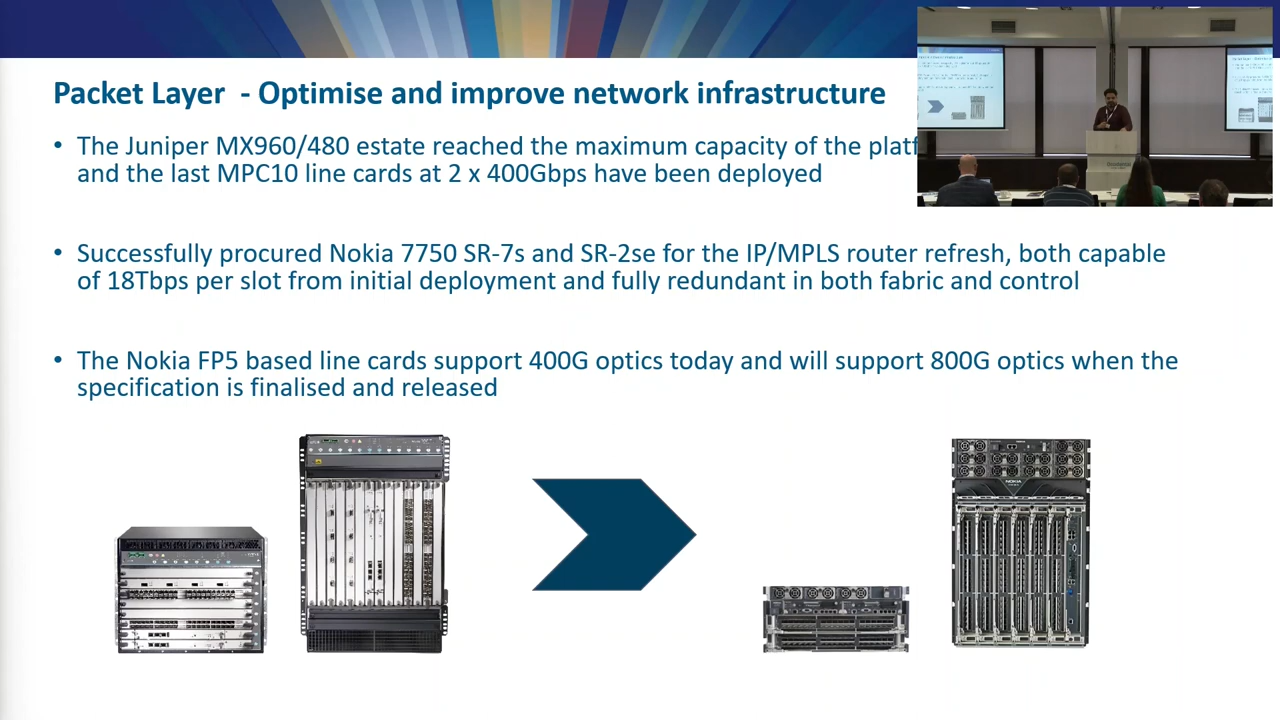 Packet Layer - Optimise and improve network infrastructure
• The Juniper MX960/480 estate reached the maximum capacity of the platf
and the last MPC10 line cards at 2 x 400Gbps have been deployed
• Successfully procured Nokia 7750 SR-7s and SR-2se for the IP/MPLS router refresh, both capable
of 18Tbps per slot from initial deployment and fully redundant in both fabric and control
• The Nokia FP5 based line cards support 400G optics today and will support 800G optics when the
specification is finalised and released
NOKIA